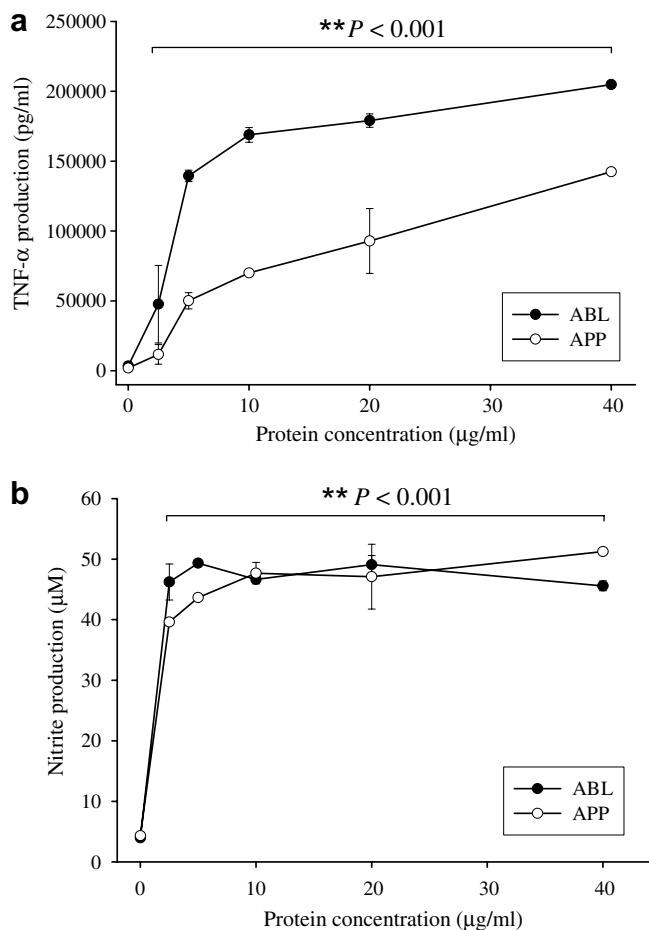 a
**P < 0.001
250000
200000
150000
100000
50000
0
TNF-α production (pg/ml)
ABL
APP
0 10 20 30 40
Protein concentration (μg/ml)
b
** P < 0.001
60
50
40
30
20
10
0
Nitrite production (μM)
ABL
APP
0 10 20 30 40
Protein concentration (μg/ml)